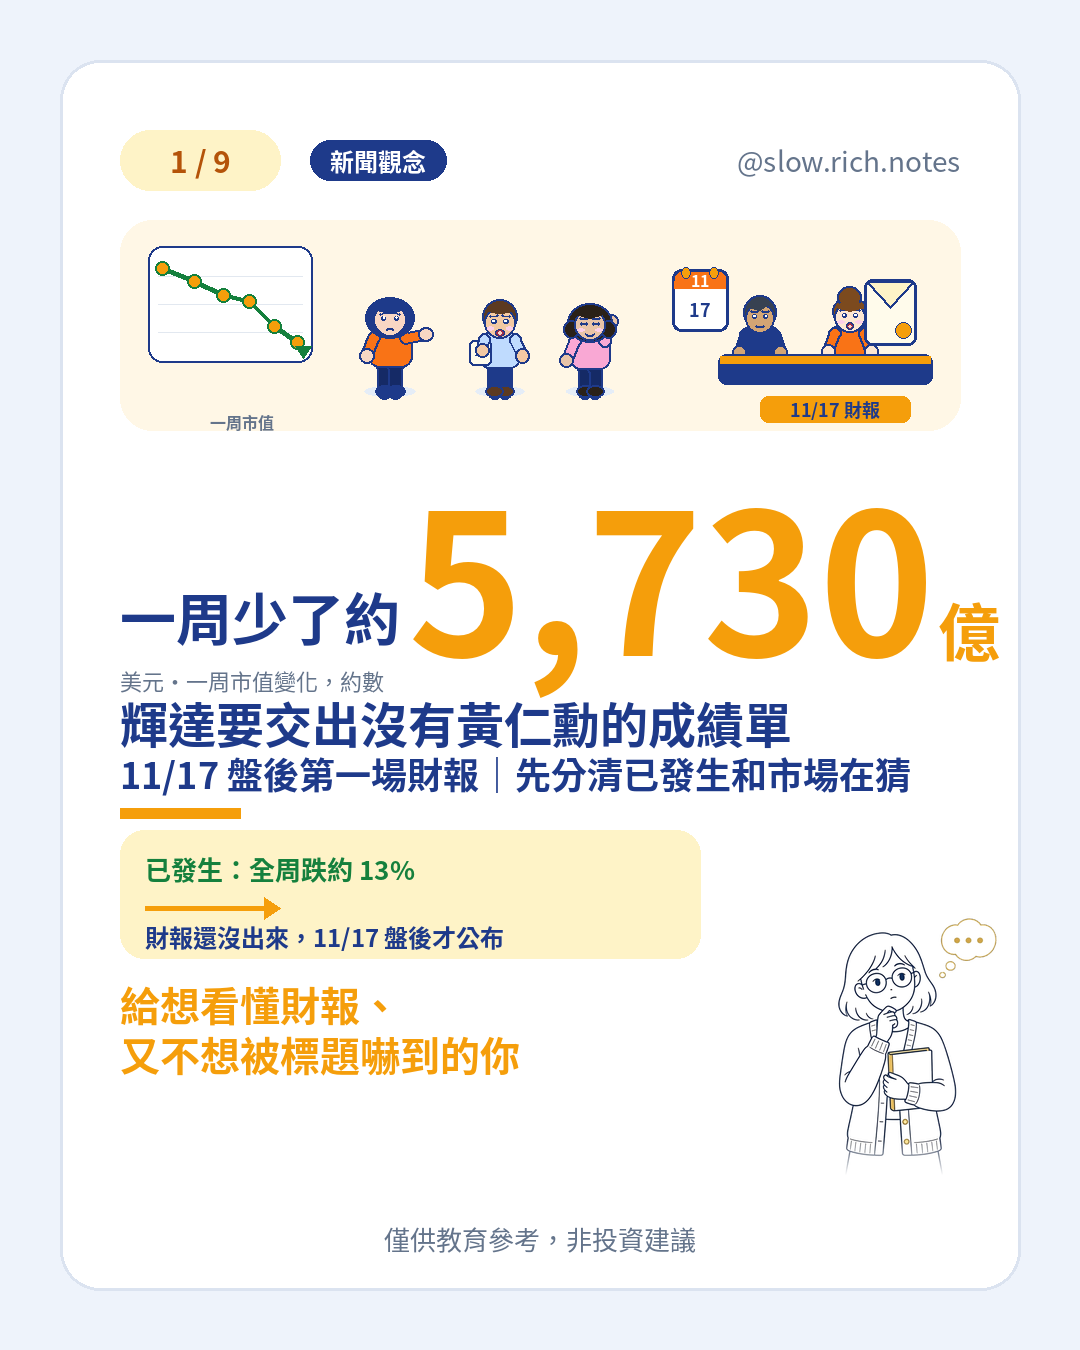 1 / 9
新聞觀念
@slow.rich.notes
11
17
一周市值
11/17 財報
一周少了約 5,730 億
美元・一周市值變化，約數
輝達要交出沒有黃仁勳的成績單
11/17 盤後第一場財報｜先分清已發生和市場在猜
已發生：全周跌約 13%
財報還沒出來，11/17 盤後才公布
給想看懂財報、
又不想被標題嚇到的你
僅供教育參考，非投資建議